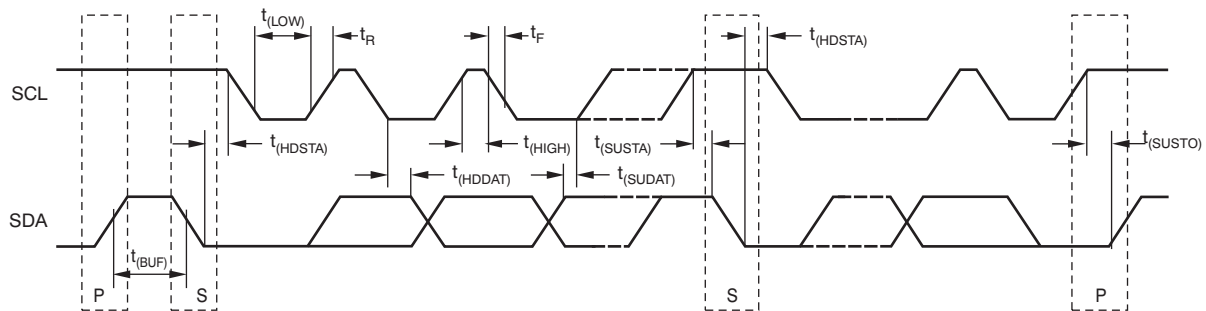 t(LOW)
tR
tF
t(HDSTA)
SCL
t(HDSTA)
t(HIGH)
t(SUSTA)
t(SUSTO)
t(HDDAT)
t(SUDAT)
SDA
t(BUF)
P
S
S
P